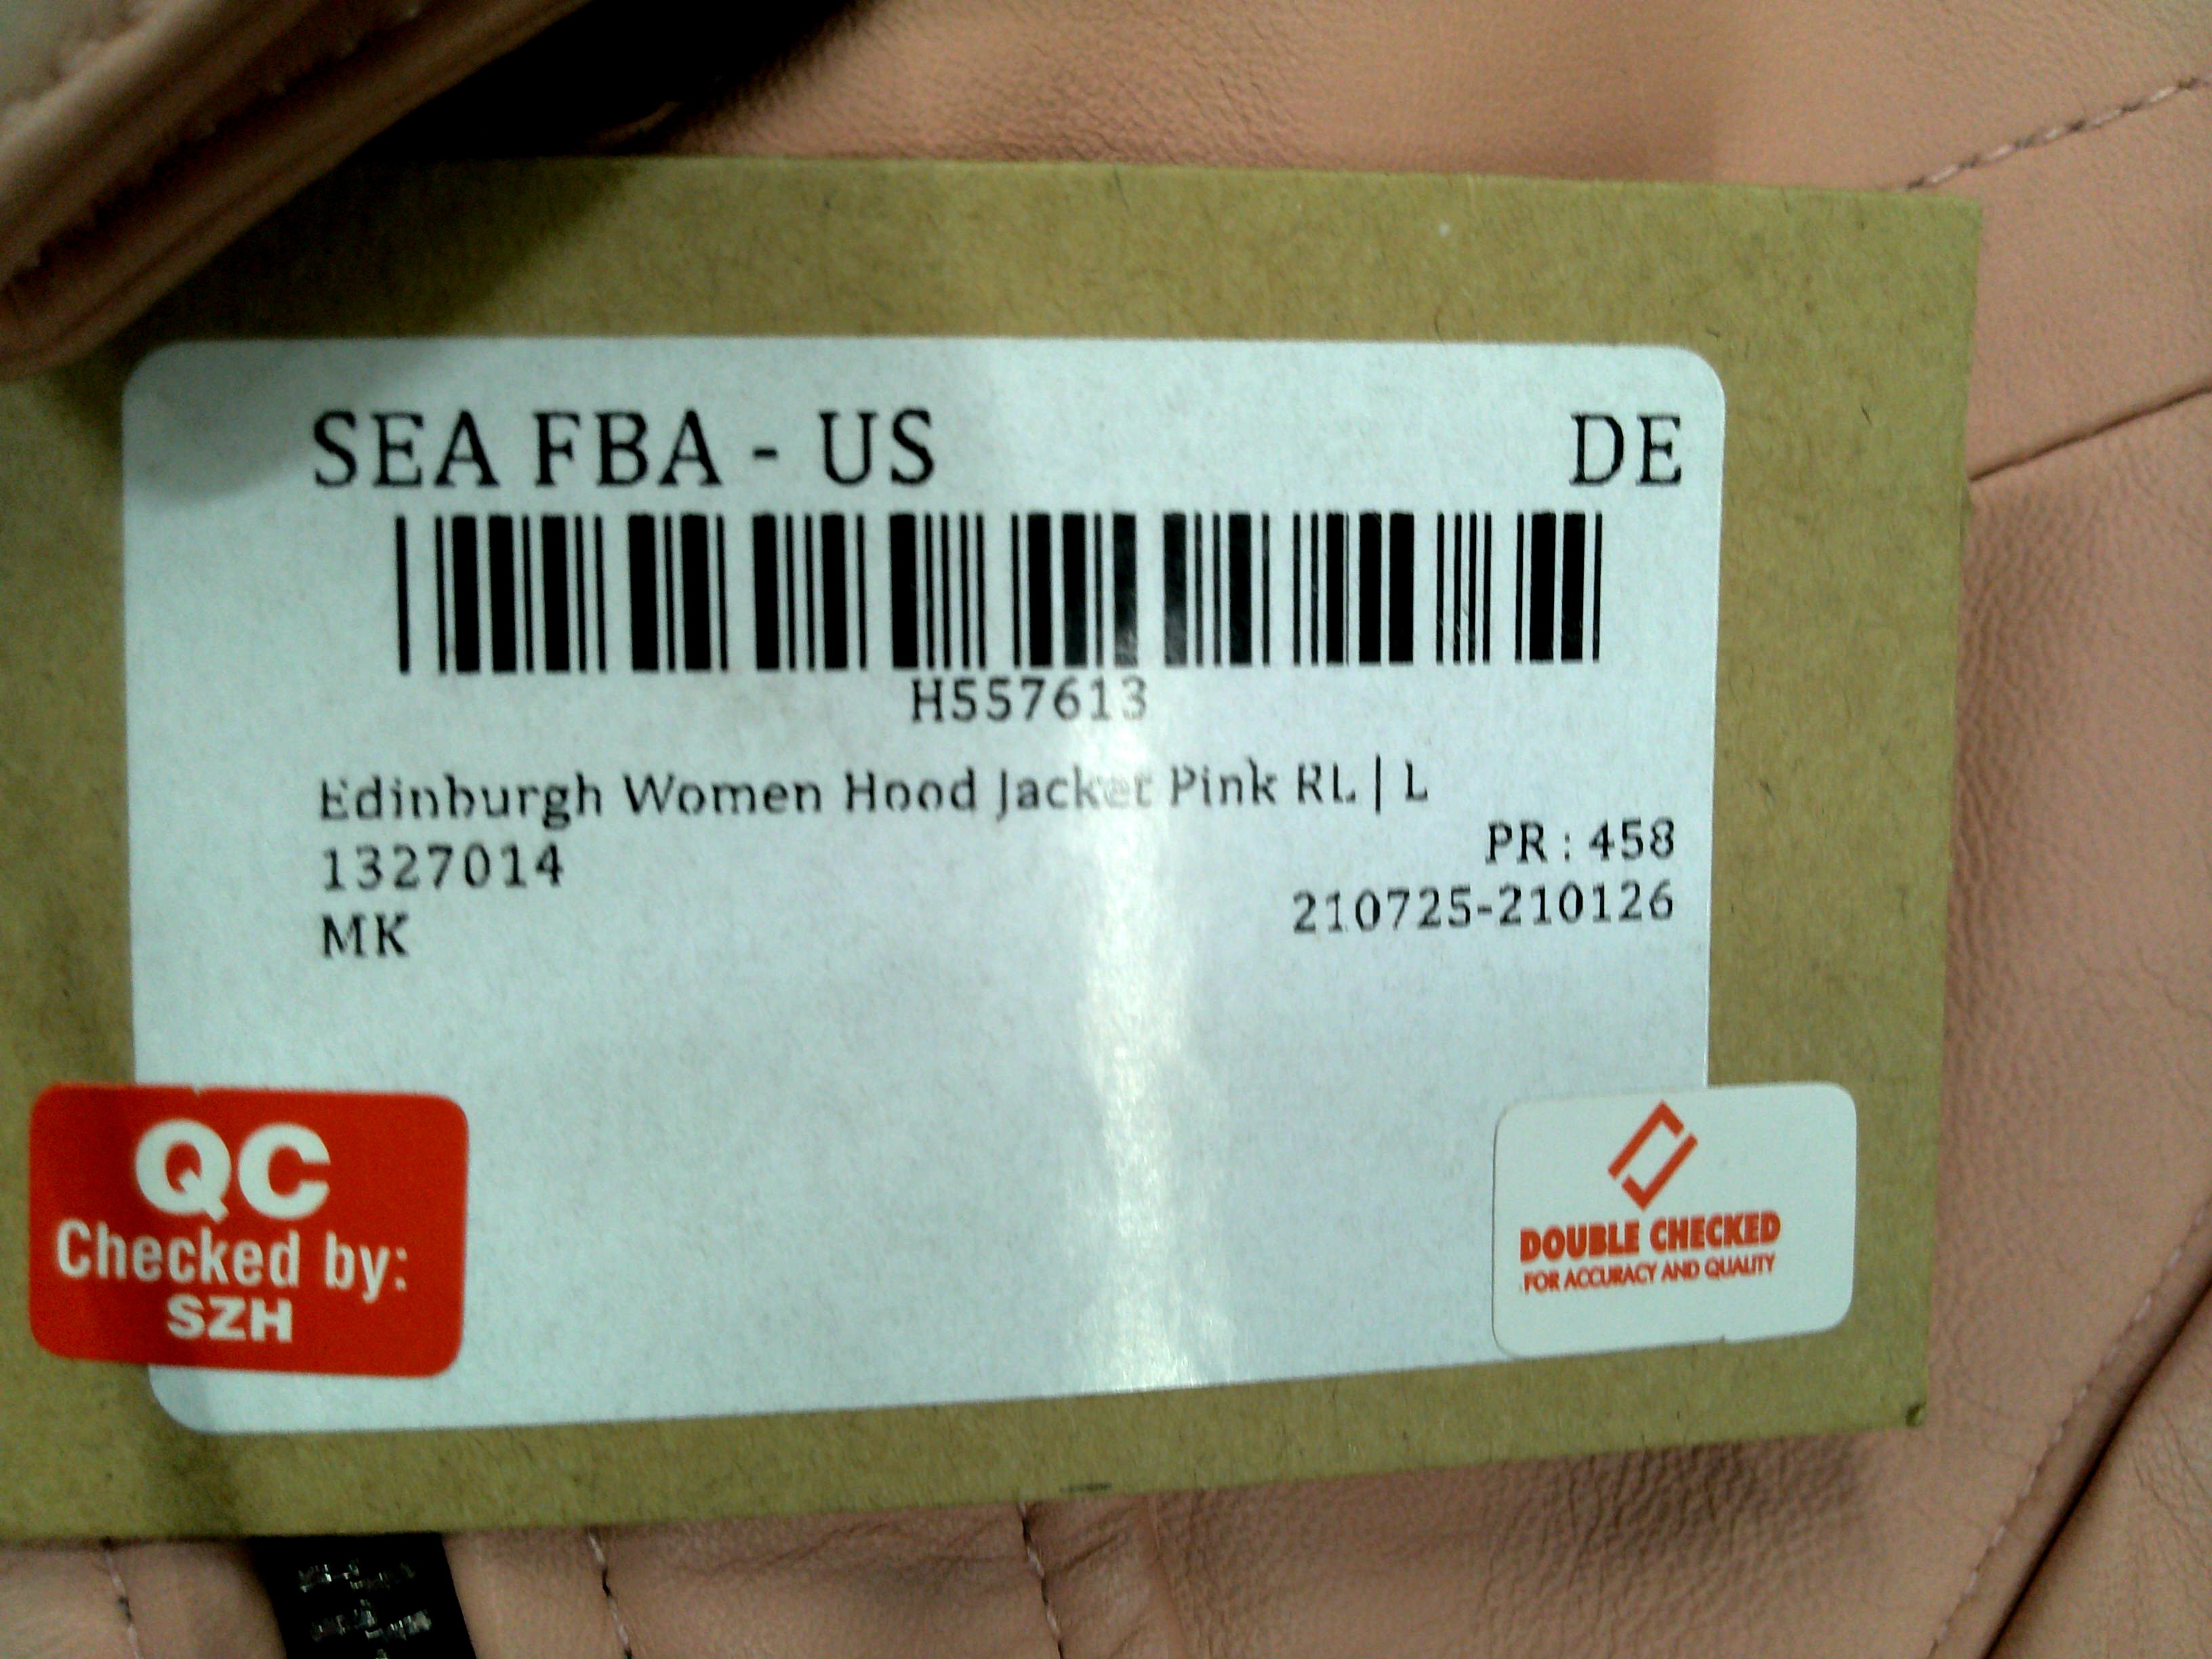 SEA FBA - US DE
H557613
Edinburgh Women Hood Jacket Pink RL | L
PR : 458
1327014
210725-210126
MK
QC
Checked by:
SZH
DOUBLE CHECKED
FOR ACCURACY AND QUALITY